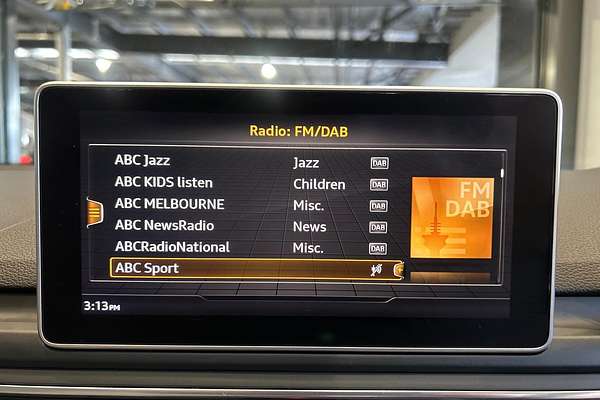 Radio: FM/DAB
ABC Jazz Jazz DAB
ABC KIDS listen Children DAB
ABC MELBOURNE Misc. DAB
ABC NewsRadio News DAB
ABCRadioNational Misc. DAB
ABC Sport
FM
DAB
3:13PM